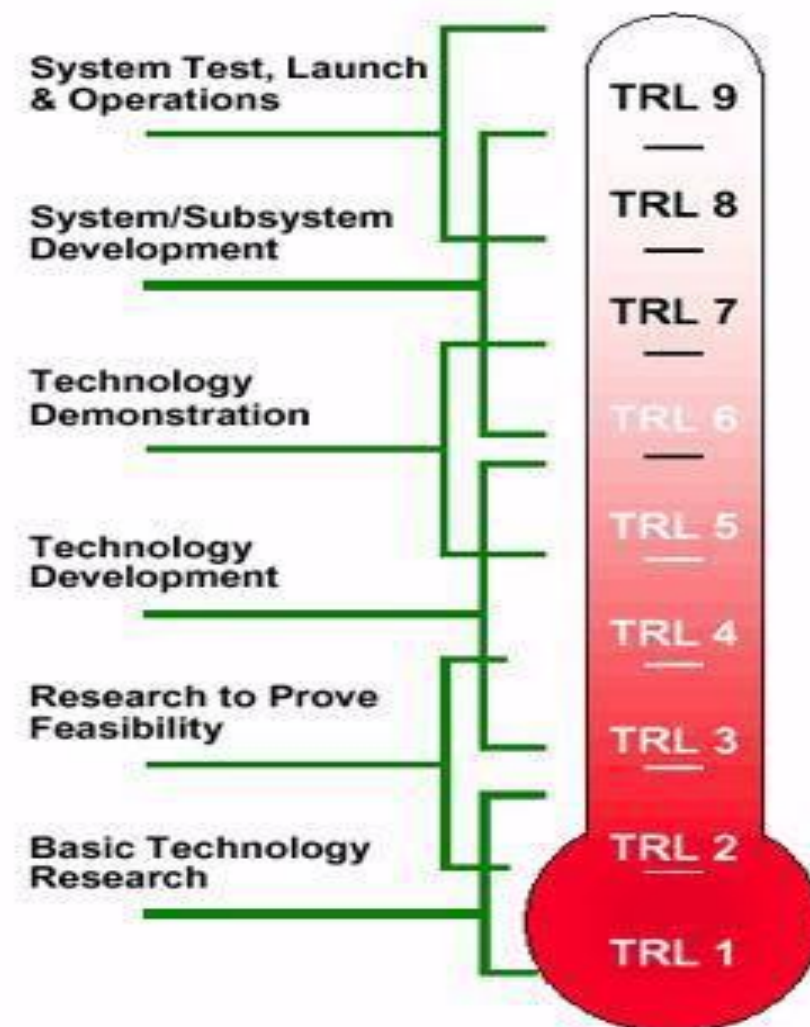 System Test, Launch
& Operations
System/Subsystem
Development
Technology
Demonstration
Technology
Development
Research to Prove
Feasibility
Basic Technology
Research
TRL 9
TRL 8
TRL 7
TRL 6
TRL 5
TRL 4
TRL 3
TRL 2
TRL 1